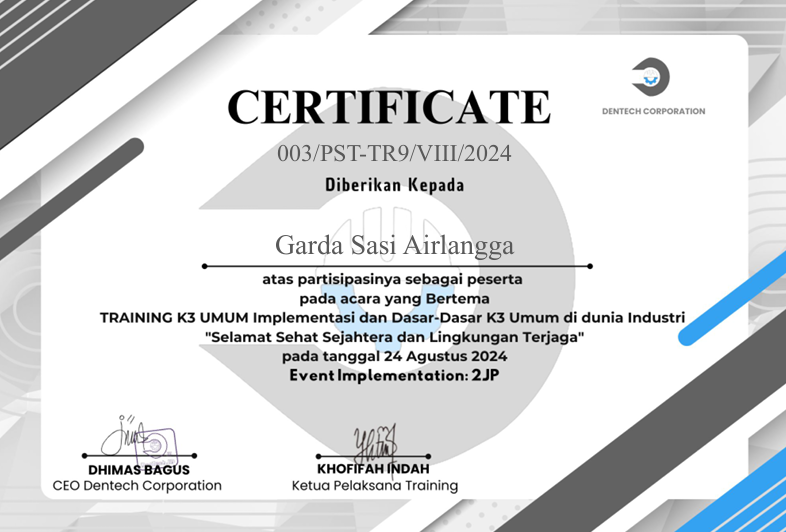 DENTECH CORPORATION
CERTIFICATE
003/PST-TR9/VIII/2024
Diberikan Kepada
Garda Sasi Airlangga
atas partisipasinya sebagai peserta
pada acara yang Bertema
TRAINING K3 UMUM Implementasi dan Dasar-Dasar K3 Umum di dunia Industri
"Selamat Sehat Sejahtera dan Lingkungan Terjaga"
pada tanggal 24 Agustus 2024
Event Implementation: 2JP
DHIMAS BAGUS
CEO Dentech Corporation
KHOFIFAH INDAH
Ketua Pelaksana Training